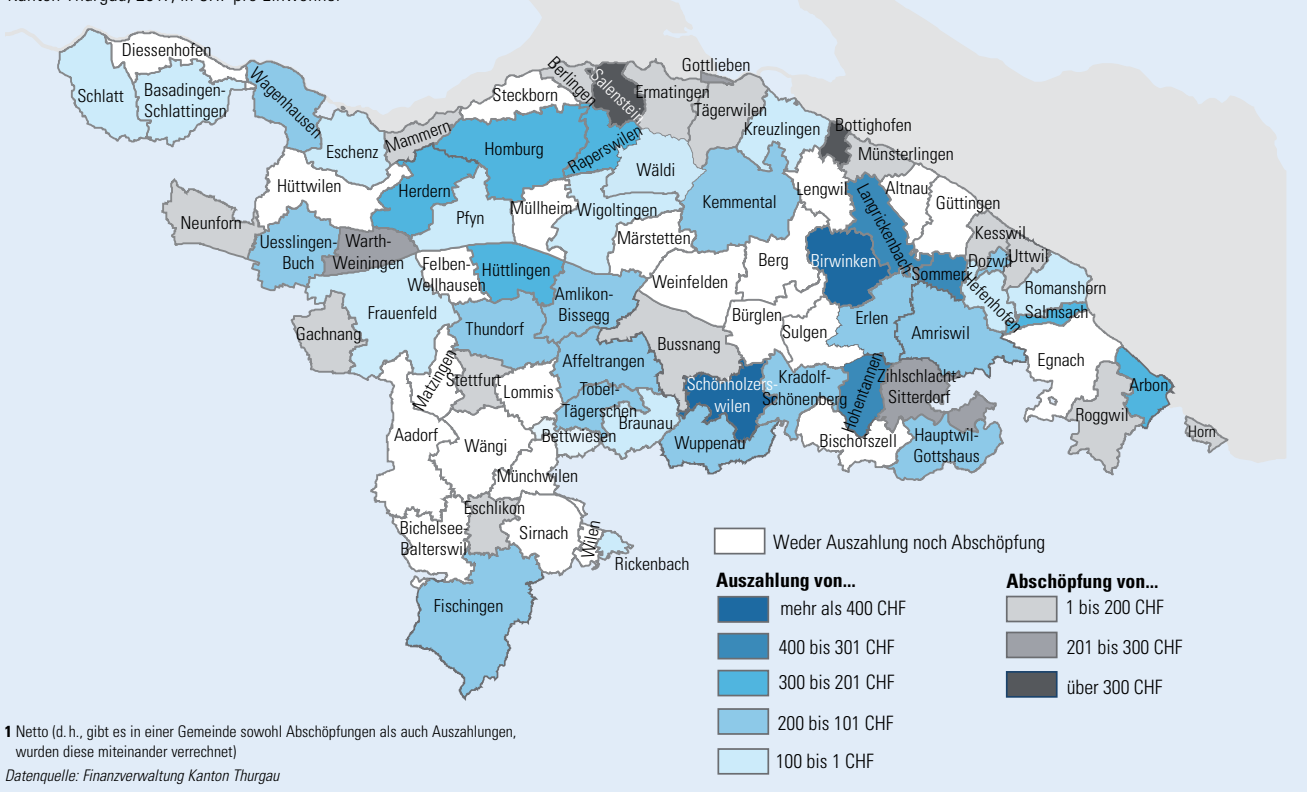 Diessenhofen
Schlatt
Basadingen-
Schlattingen
Wagenhausen
Eschenz
Mammern
Steckborn
Berlingen
Salenstein
Ermatingen
Gottlieben
Tägerwilen
Kreuzlingen
Bottighofen
Münsterlingen
Homburg
Raperswilen
Wäldi
Hüttwilen
Herdern
Pfyn
Müllheim
Wigoltingen
Kemmental
Lengwil
Langrickenbach
Altnau
Güttingen
Neunforn
Uesslingen-
Buch
Warth-
Weiningen
Felben-
Wellhausen
Hüttlingen
Märstetten
Weinfelden
Berg
Birwinken
Sommeri
Kesswil
Dozwil
Uttwil
Hefenhofen
Romanshorn
Salmsach
Frauenfeld
Gachnang
Thundorf
Amlikon-
Bissegg
Bürglen
Sulgen
Erlen
Amriswil
Egnach
Bussnang
Affeltrangen
Matzingen
Stettfurt
Lommis
Tobel-
Tägerschen
Braunau
Schönholzers-
wilen
Kradolf-
Schönenberg
Hohentannen
Zihlschlacht-
Sitterdorf
Arbon
Roggwil
Horn
Aadorf
Wängi
Bettwiesen
Wuppenau
Bischofszell
Hauptwil-
Gottshaus
Münchwilen
Eschlikon
Bichelsee-
Balterswil
Sirnach
Wilen
Rickenbach
Fischingen
Weder Auszahlung noch Abschöpfung
Auszahlung von...
mehr als 400 CHF
400 bis 301 CHF
300 bis 201 CHF
200 bis 101 CHF
100 bis 1 CHF
Abschöpfung von...
1 bis 200 CHF
201 bis 300 CHF
über 300 CHF
1 Netto (d. h., gibt es in einer Gemeinde sowohl Abschöpfungen als auch Auszahlungen,
wurden diese miteinander verrechnet)
Datenquelle: Finanzverwaltung Kanton Thurgau